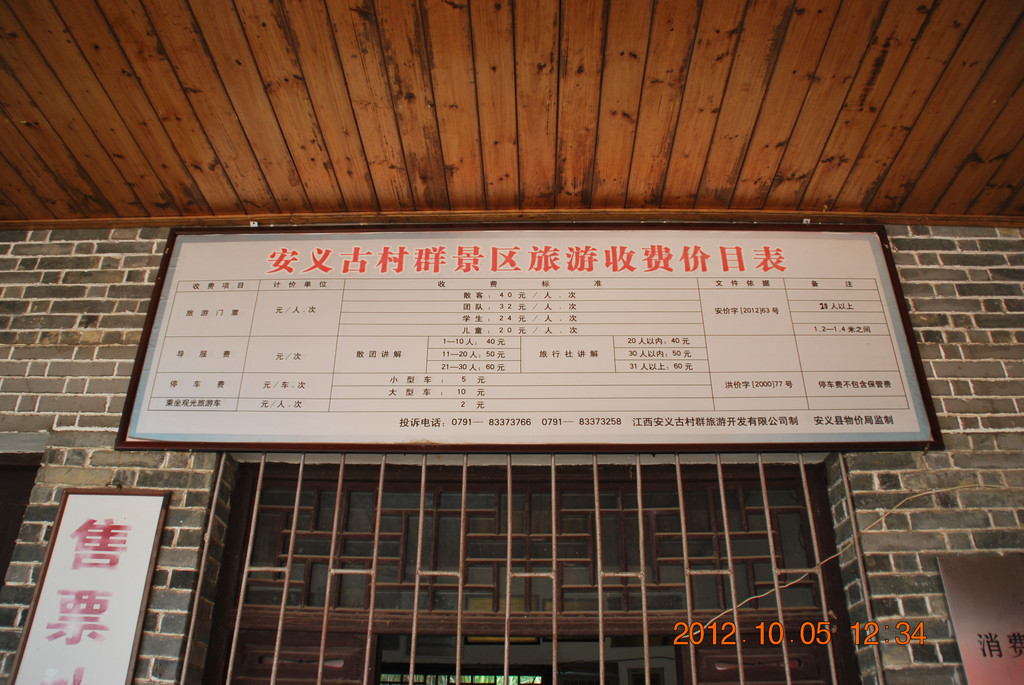 安义古村群景区旅游收费价目表
收费项目 计价单位 收费标准 文件依据 备注
旅游门票 元/人.次 散客:40元/人.次 安价字[2012]63号
团队:32元/人.次 人以上
学生:24元/人.次
儿童:20元/人.次 1.2—1.4米之间
导服费 元/次 散团讲解 1—10人:40元 旅行社讲解 20人以内:40元
11—20人:50元 30人以内:50元
21—30人:60元 31人以上:60元
停车费 元/车.次 小型车:5元 洪价字[2000]77号 停车费不包含保管费
大型车:10元
乘坐观光旅游车 元/人.次 2元
投诉电话:0791—83373766 0791—83373258 江西安义古村群旅游开发有限公司制 安义县物价局监制
售票
消费
2012.10.05 12:34